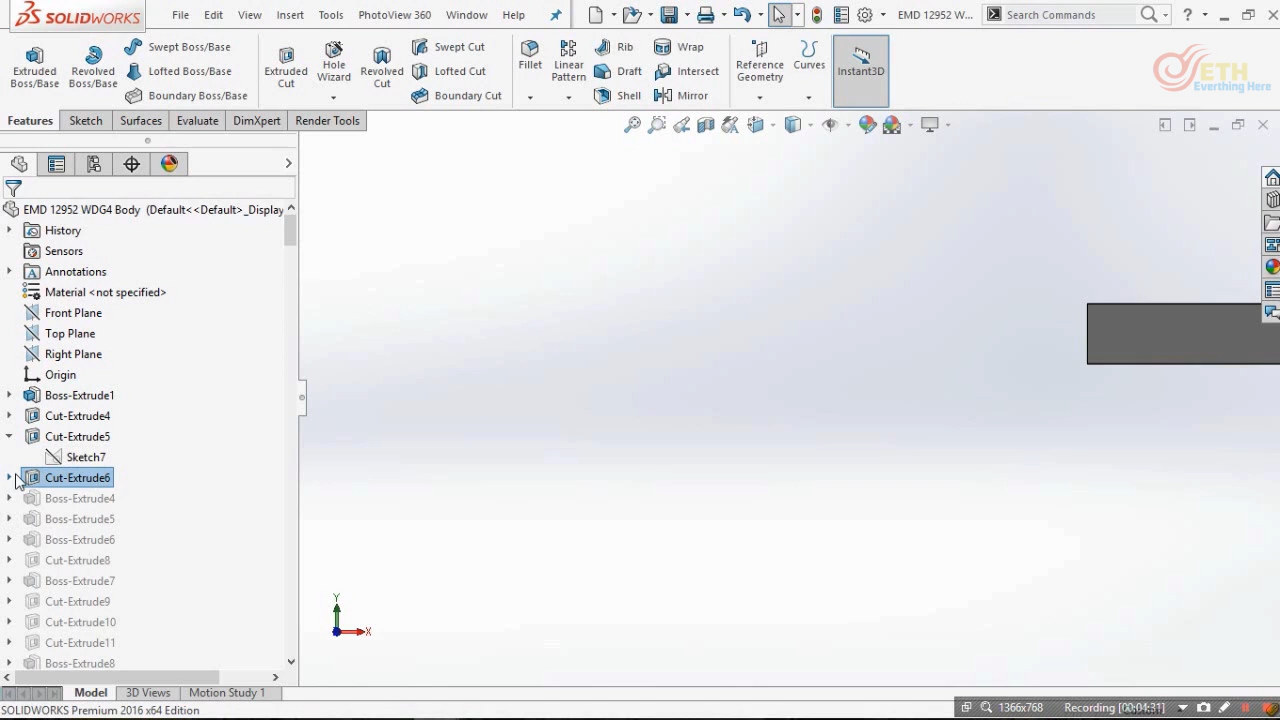 SOLIDWORKS File Edit View Insert Tools PhotoView 360 Window Help EMD 12952 W... Search Commands ?
Extruded Boss/Base
Revolved Boss/Base
Swept Boss/Base
Lofted Boss/Base
Boundary Boss/Base
Extruded Cut
Hole Wizard
Revolved Cut
Swept Cut
Lofted Cut
Boundary Cut
Fillet
Linear Pattern
Rib
Draft
Shell
Wrap
Intersect
Mirror
Reference Geometry
Curves
Instant3D
ETH
Everthing Here
Features Sketch Surfaces Evaluate DimXpert Render Tools
EMD 12952 WDG4 Body (Default<<Default>_Display
History
Sensors
Annotations
Material <not specified>
Front Plane
Top Plane
Right Plane
Origin
Boss-Extrude1
Cut-Extrude4
Cut-Extrude5
Sketch7
Cut-Extrude6
Boss-Extrude4
Boss-Extrude5
Boss-Extrude6
Cut-Extrude8
Boss-Extrude7
Cut-Extrude9
Cut-Extrude10
Cut-Extrude11
Boss-Extrude8
Y
X
Model 3D Views Motion Study 1
SOLIDWORKS Premium 2016 x64 Edition
1366x768 Recording [00:04:31]